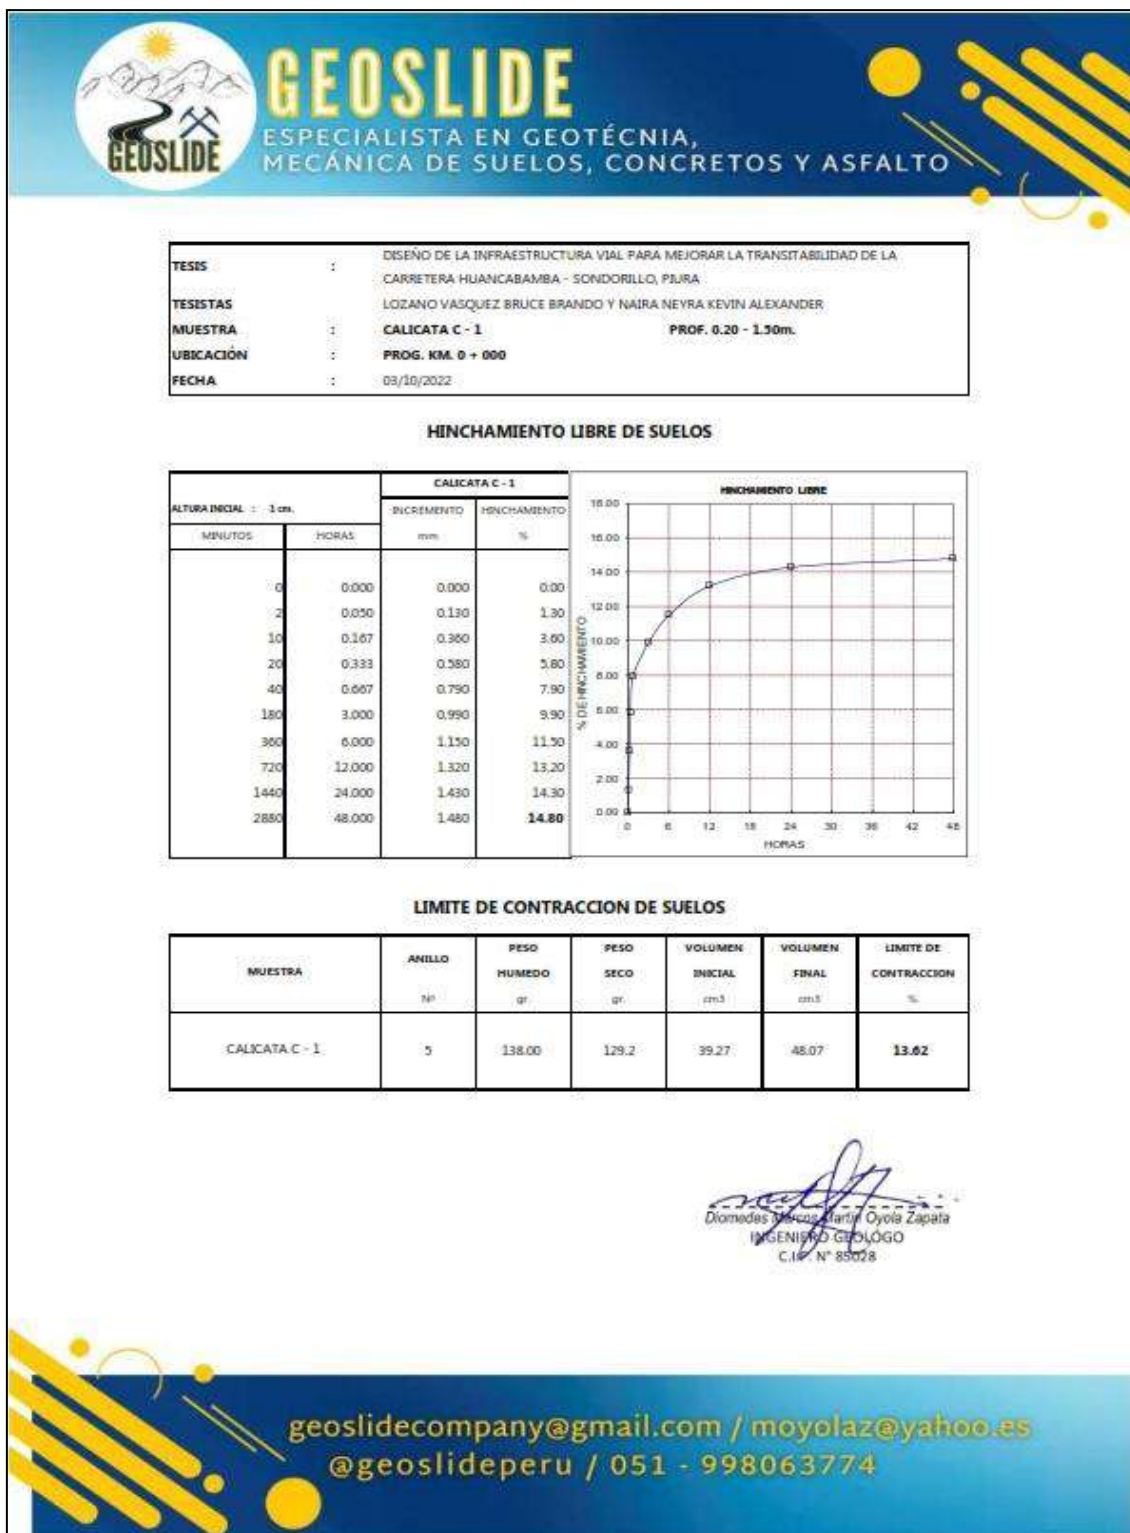 GEOSLIDE
GEOSLIDE
ESPECIALISTA EN GEOTÉCNIA,
MECÁNICA DE SUELOS, CONCRETOS Y ASFALTO
TESIS : DISEÑO DE LA INFRAESTRUCTURA VIAL PARA MEJORAR LA TRANSITABILIDAD DE LA
CARRETERA HUANCABAMBA - SONDORILLO, PIURA
TESISTAS LOZANO VASQUEZ BRUCE BRANDO Y NAIRA NEYRA KEVIN ALEXANDER
MUESTRA : CALICATA C - 1 PROF. 0.20 - 1.50m.
UBICACIÓN : PROG. KM. 0 + 000
FECHA : 03/10/2022
HINCHAMIENTO LIBRE DE SUELOS
CALICATA C - 1
ALTURA INICIAL : 1 cm. INCREMENTO HINCHAMIENTO
MINUTOS HORAS mm %
0 0.000 0.000 0.00
2 0.050 0.130 1.30
10 0.167 0.360 3.60
20 0.333 0.580 5.80
40 0.667 0.790 7.90
180 3.000 0.990 9.90
360 6.000 1.150 11.50
720 12.000 1.320 13.20
1440 24.000 1.430 14.30
2880 48.000 1.480 14.80
HINCHAMIENTO LIBRE
18.00
16.00
14.00
12.00
10.00
8.00
6.00
4.00
2.00
0.00
% DE HINCHAMIENTO
0 6 12 18 24 30 36 42 48
HORAS
LIMITE DE CONTRACCION DE SUELOS
MUESTRA ANILLO PESO PESO VOLUMEN VOLUMEN LIMITE DE
HUMEDO SECO INICIAL FINAL CONTRACCION
Nº gr. gr. cm3 cm3 %
CALICATA C - 1 5 138.00 129.2 39.27 48.07 13.62
Diomedes Marcos Martin Oyola Zapata
INGENIERO GEOLÓGO
C.I.P. N° 85028
geoslidecompany@gmail.com / moyolaz@yahoo.es
@geoslideperu / 051 - 998063774